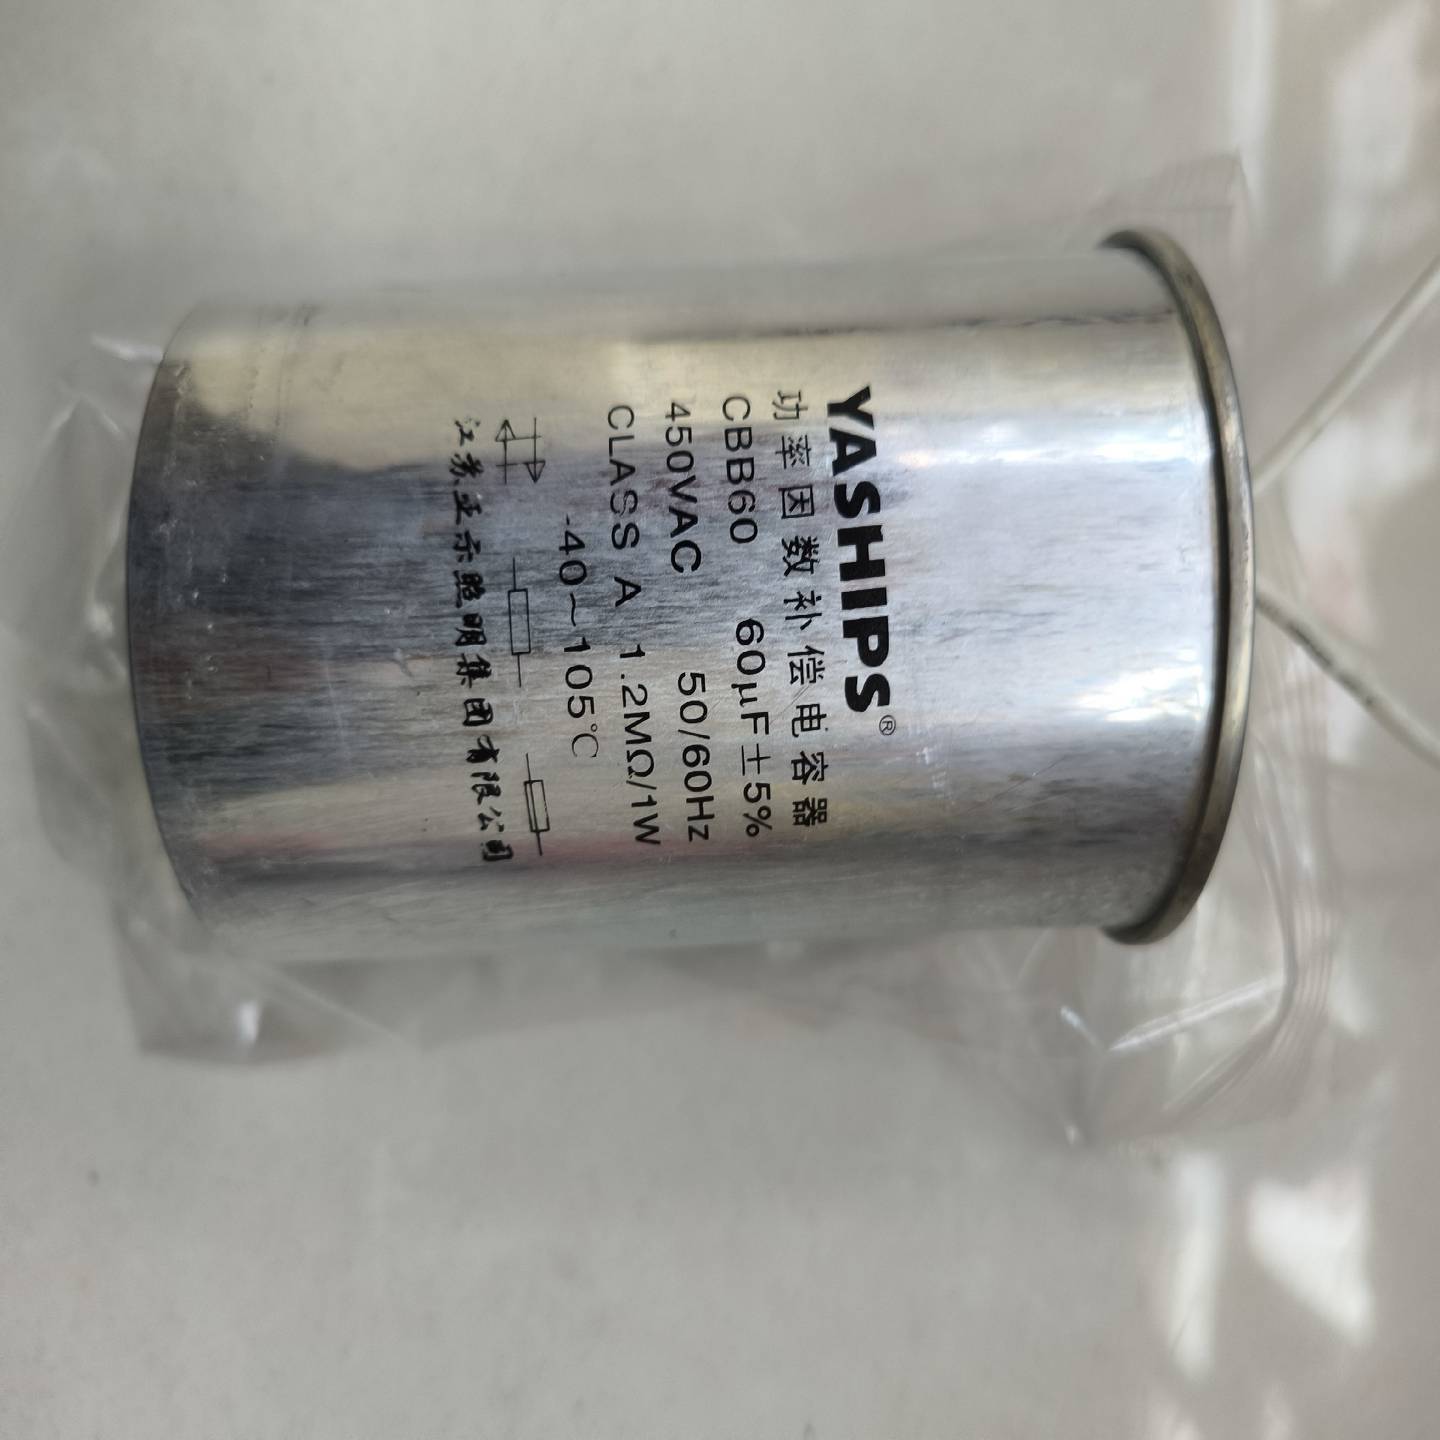 YASHIPS®
功率因数补偿电容器
CBB60 60μF±5%
450VAC 50/60Hz
CLASS A 1.2MΩ/1W
-40~105℃
江苏亚示照明集团有限公司